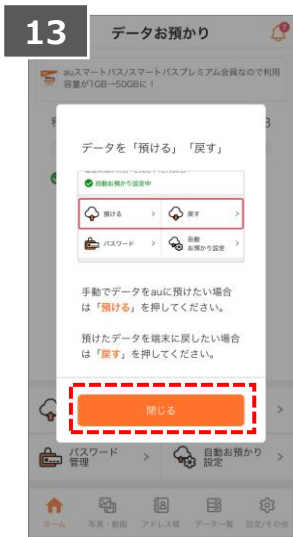 13
データお預かり
auスマートパス/スマートパスプレミアム会員なので利用
容量が1GB→50GBに！
データを「預ける」「戻す」
自動お預かり設定中
預ける
戻す
パスワード
自動
お預かり設定
手動でデータをauに預けたい場合
は「預ける」を押してください。
預けたデータを端末に戻したい場合
は「戻す」を押してください。
閉じる
パスワード
管理
自動お預かり
設定
ホーム
写真・動画
アドレス帳
データ一覧
設定/その他